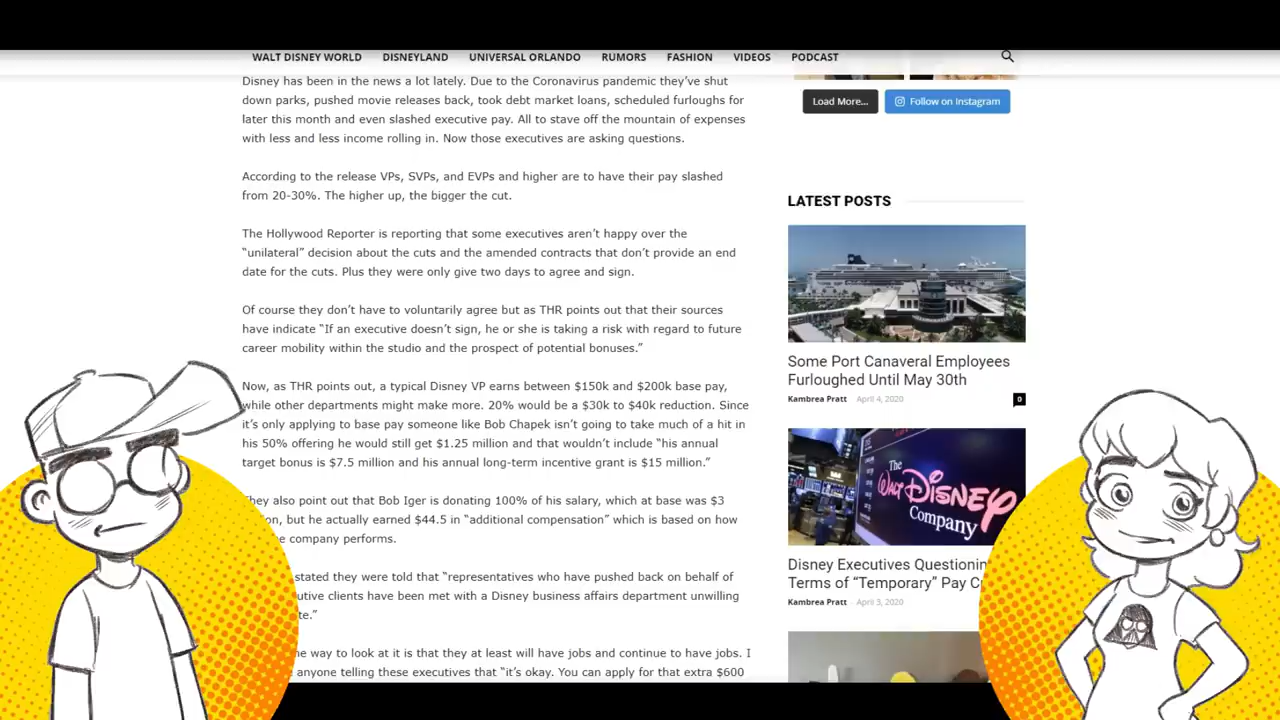 WALT DISNEY WORLD DISNEYLAND UNIVERSAL ORLANDO RUMORS FASHION VIDEOS PODCAST
Disney has been in the news a lot lately. Due to the Coronavirus pandemic they've shut
down parks, pushed movie releases back, took debt market loans, scheduled furloughs for
later this month and even slashed executive pay. All to stave off the mountain of expenses
with less and less income rolling in. Now those executives are asking questions.
According to the release VPs, SVPs, and EVPs and higher are to have their pay slashed
from 20-30%. The higher up, the bigger the cut.
The Hollywood Reporter is reporting that some executives aren't happy over the
"unilateral" decision about the cuts and the amended contracts that don't provide an end
date for the cuts. Plus they were only give two days to agree and sign.
Of course they don't have to voluntarily agree but as THR points out that their sources
have indicate "If an executive doesn't sign, he or she is taking a risk with regard to future
career mobility within the studio and the prospect of potential bonuses."
Now, as THR points out, a typical Disney VP earns between $150k and $200k base pay,
while other departments might make more. 20% would be a $30k to $40k reduction. Since
it's only applying to base pay someone like Bob Chapek isn't going to take much of a hit in
his 50% offering he would still get $1.25 million and that wouldn't include "his annual
target bonus is $7.5 million and his annual long-term incentive grant is $15 million."
hey also point out that Bob Iger is donating 100% of his salary, which at base was $3
on, but he actually earned $44.5 in "additional compensation" which is based on how
e company performs.
stated they were told that "representatives who have pushed back on behalf of
utive clients have been met with a Disney business affairs department unwilling
te."
e way to look at it is that they at least will have jobs and continue to have jobs. I
anyone telling these executives that "it's okay. You can apply for that extra $600
Load More...
Follow on Instagram
LATEST POSTS
Some Port Canaveral Employees
Furloughed Until May 30th
Kambrea Pratt - April 4, 2020
0
The
Walt Disney
Company
Disney Executives Questionin
Terms of "Temporary" Pay C
Kambrea Pratt - April 3, 2020